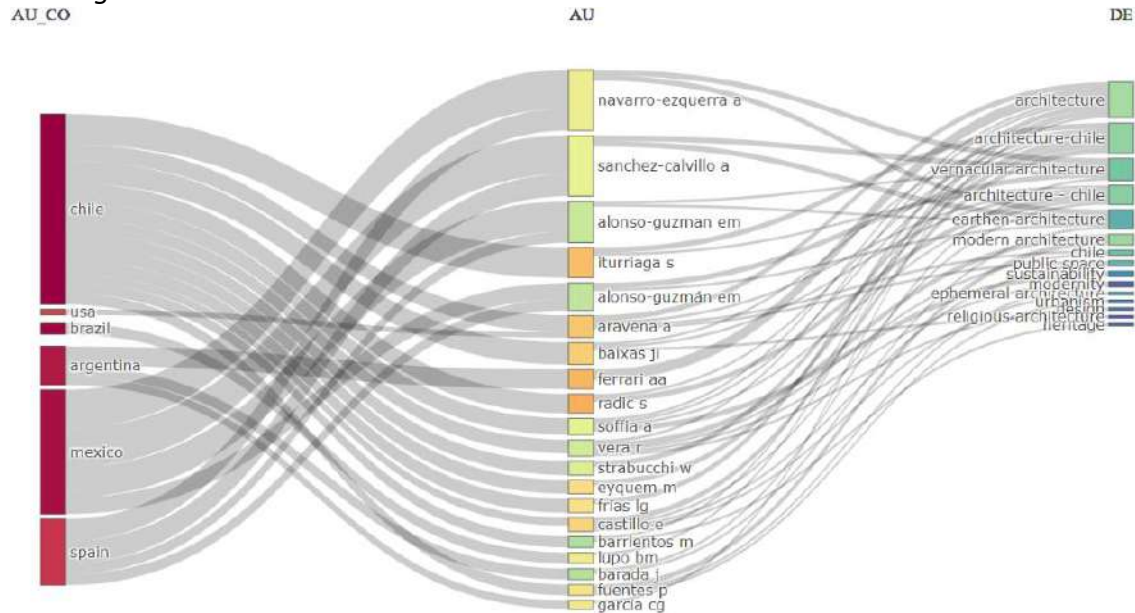 AU_CO
AU
DE
chile
usa
brazil
argentina
mexico
spain
navarro-ezquerra a
sanchez-calvillo a
alonso-guzman em
iturriaga s
alonso-guzmán em
aravena a
baixas ji
ferrari aa
radic s
soffia a
vera r
strabucchi w
eyquem m
frias lg
castillo e
barrientos m
lupo bm
barada j
fuentes p
garcia cg
architecture
architecture-chile
vernacular architecture
architecture - chile
earthen architecture
modern architecture
chile
public space
sustainability
modernity
ephemeral architecture
urbanism
design
religious architecture
heritage